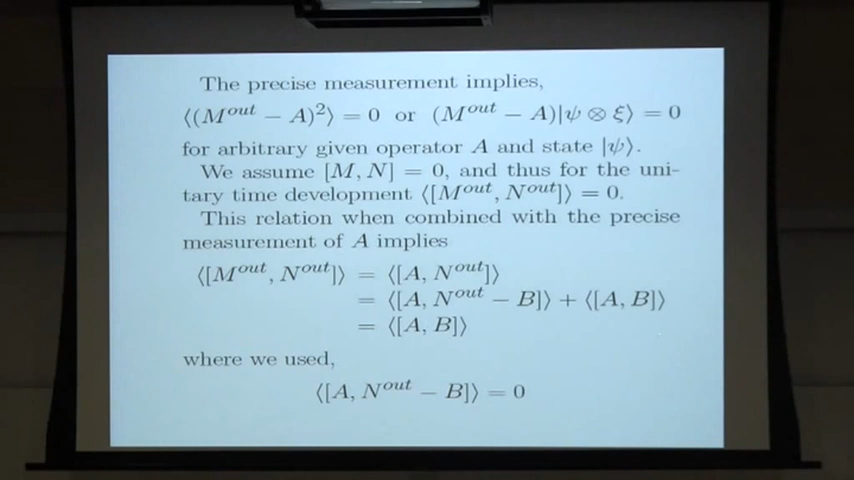 The precise measurement implies,
⟨(M^out − A)²⟩ = 0 or (M^out − A)|ψ ⊗ ξ⟩ = 0
for arbitrary given operator A and state |ψ⟩.
We assume [M, N] = 0, and thus for the uni-
tary time development ⟨[M^out, N^out]⟩ = 0.
This relation when combined with the precise
measurement of A implies
⟨[M^out, N^out]⟩ = ⟨[A, N^out]⟩
= ⟨[A, N^out − B]⟩ + ⟨[A, B]⟩
= ⟨[A, B]⟩
where we used,
⟨[A, N^out − B]⟩ = 0